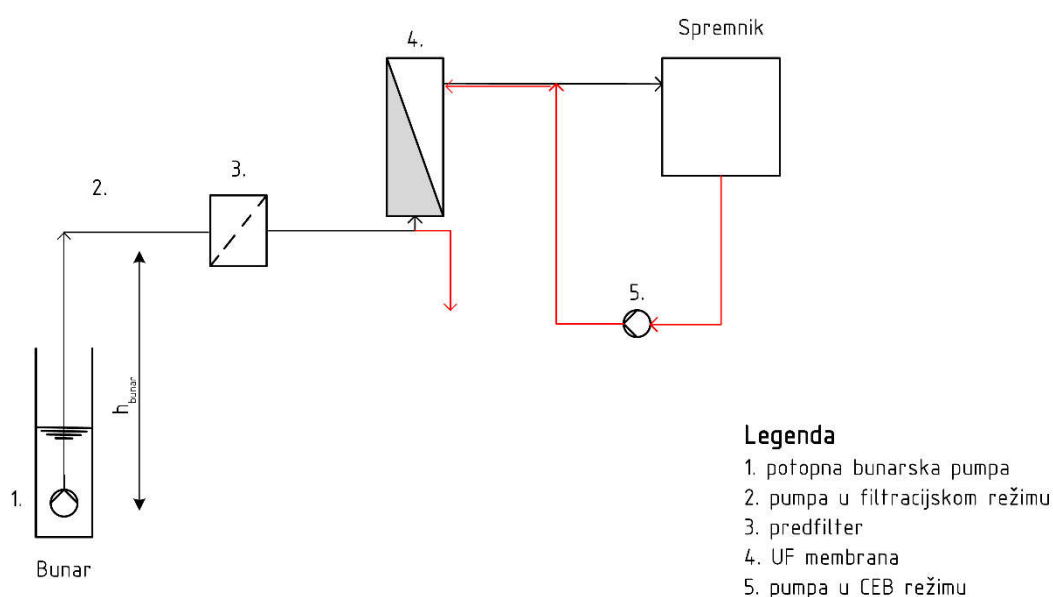 Spremnik
4.
3.
2.
5.
h bunar
1.
Bunar
Legenda
1. potopna bunarska pumpa
2. pumpa u filtracijskom režimu
3. predfilter
4. UF membrana
5. pumpa u CEB režimu